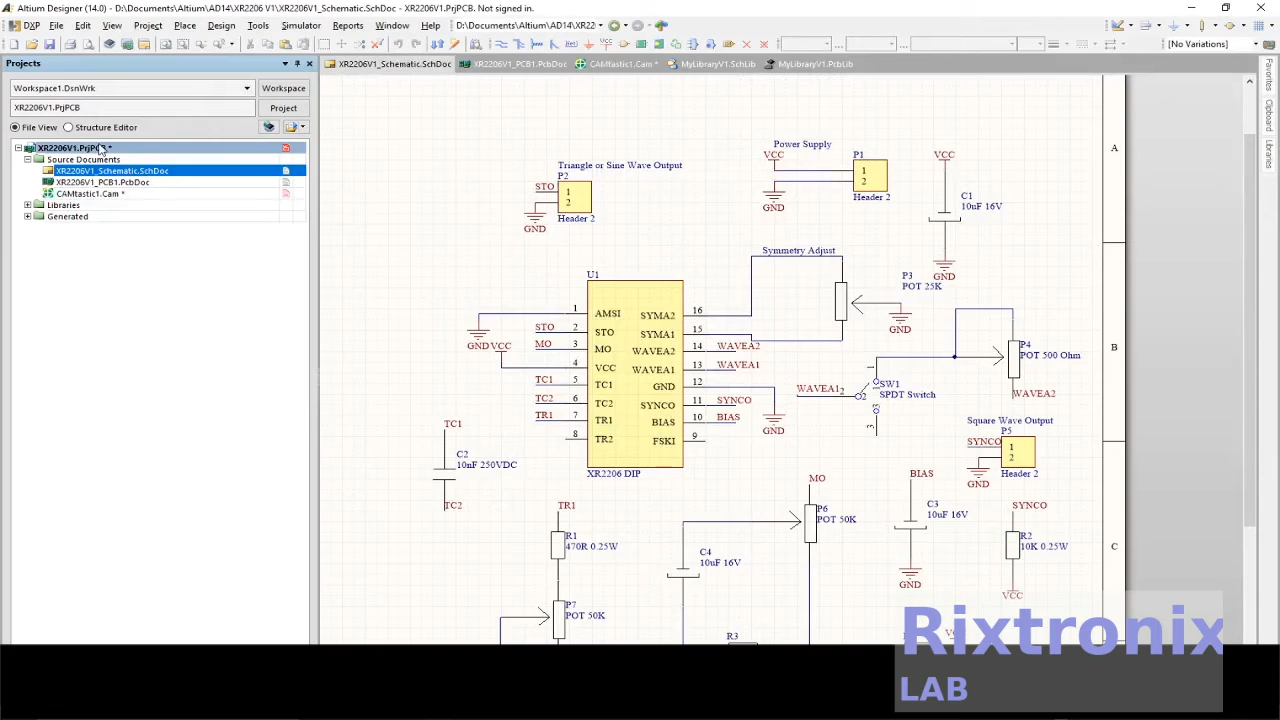 Altium Designer (14.0) - D:\Documents\Altium\AD14\XR2206 V1\XR2206V1_Schematic.SchDoc - XR2206V1.PrjPCB. Not signed in.
DXP File Edit View Project Place Design Tools Simulator Reports Window Help D:\Documents\Altium\AD14\XR22
[No Variations]
Projects
XR2206V1_Schematic.SchDoc XR2206V1_PCB1.PcbDoc CAMtastic1.Cam * MyLibraryV1.SchLib MyLibraryV1.PcbLib
Workspace1.DsnWrk Workspace
XR2206V1.PrjPCB Project
File View Structure Editor
XR2206V1.PrjPCB *
Source Documents
XR2206V1_Schematic.SchDoc
XR2206V1_PCB1.PcbDoc
CAMtastic1.Cam *
Libraries
Generated
Favorites
Clipboard
Libraries
A
B
C
Power Supply
VCC
P1
1
2
Header 2
GND
VCC
C1
10nF 16V
GND
Triangle or Sine Wave Output
P2
STO
1
2
Header 2
GND
Symmetry Adjust
P3
POT 25K
GND
U1
1 AMSI SYMA2 16
STO 2 STO SYMA1 15
MO 3 MO WAVEA2 14 WAVEA2
4 VCC WAVEA1 13 WAVEA1
TC1 5 TC1 GND 12
TC2 6 TC2 SYNCO 11 SYNCO
TR1 7 TR1 BIAS 10 BIAS
8 TR2 FSKI 9
XR2206 DIP
GND VCC
GND
P4
POT 500 Ohm
WAVEA2
WAVEA1 2
1
2
3
SW1
SPDT Switch
Square Wave Output
P5
SYNCO
1
2
Header 2
GND
TC1
C2
10nF 250VDC
TC2
TR1
R1
470R 0.25W
P7
POT 50K
C4
10uF 16V
MO
P6
POT 50K
BIAS
C3
10uF 16V
GND
SYNCO
R2
10K 0.25W
VCC
R3
Rixtronix
LAB